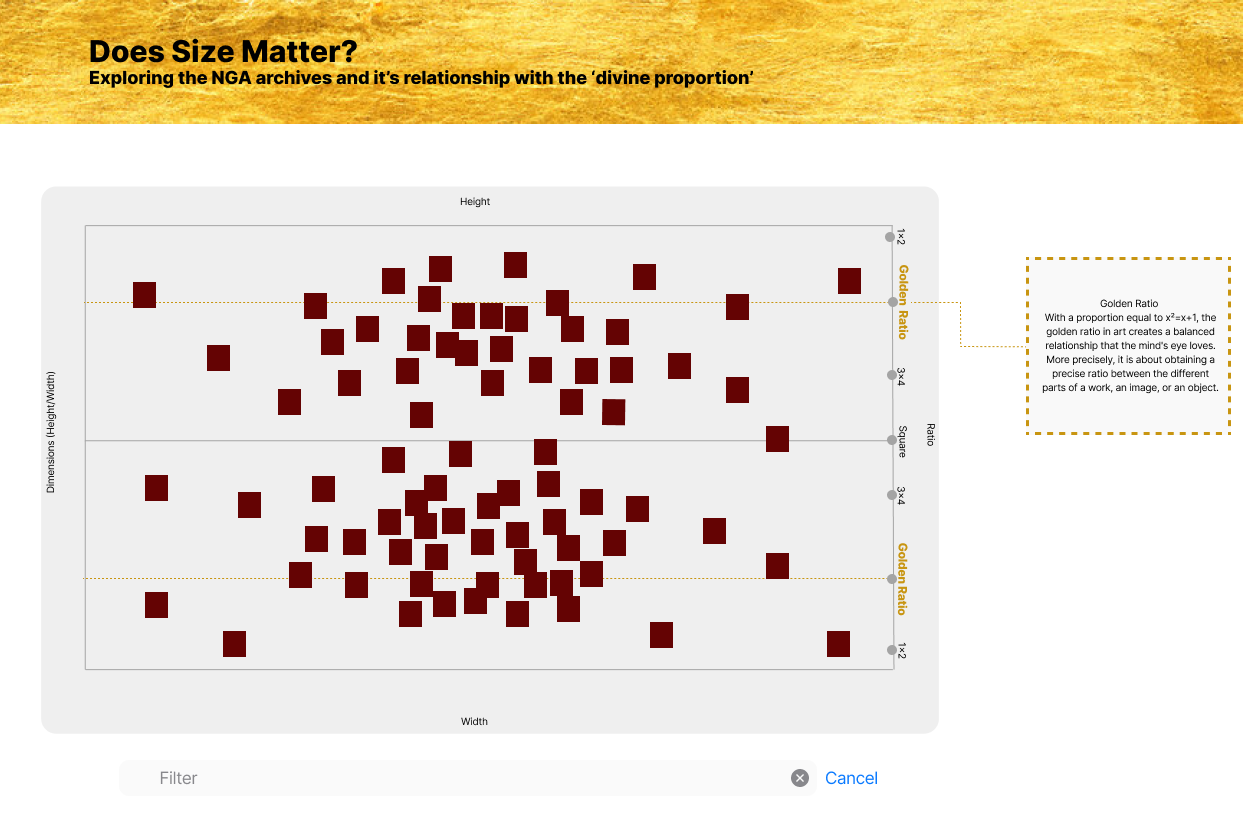 Does Size Matter?
Exploring the NGA archives and it’s relationship with the ‘divine proportion’
Height
Dimensions (Height/Width)
1×2
Golden Ratio
3×4
Square
Ratio
3×4
Golden Ratio
1×2
Width
Golden Ratio
With a proportion equal to x²=x+1, the
golden ratio in art creates a balanced
relationship that the mind's eye loves.
More precisely, it is about obtaining a
precise ratio between the different
parts of a work, an image, or an object.
Filter
Cancel